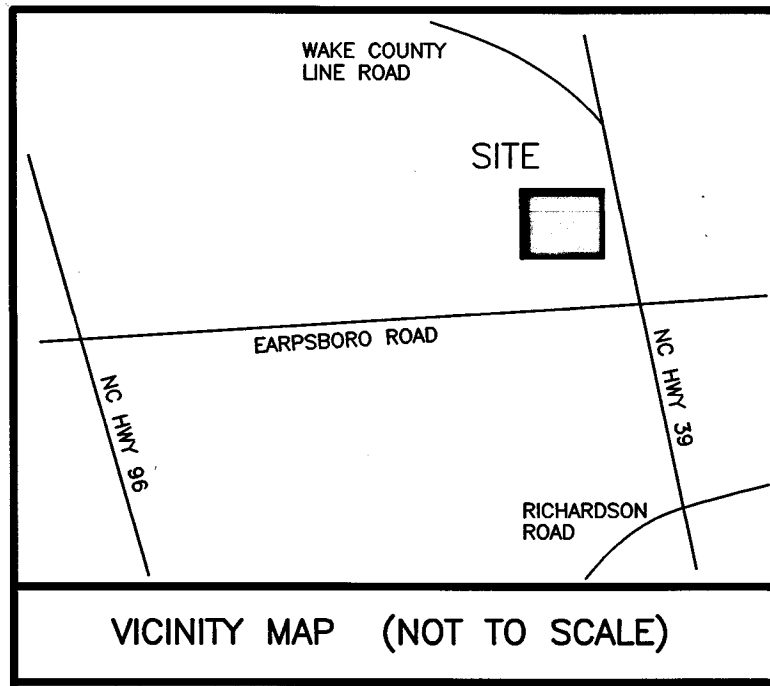 WAKE COUNTY
LINE ROAD
SITE
EARPSBORO ROAD
NC HWY 96
NC HWY 39
RICHARDSON
ROAD
VICINITY MAP (NOT TO SCALE)